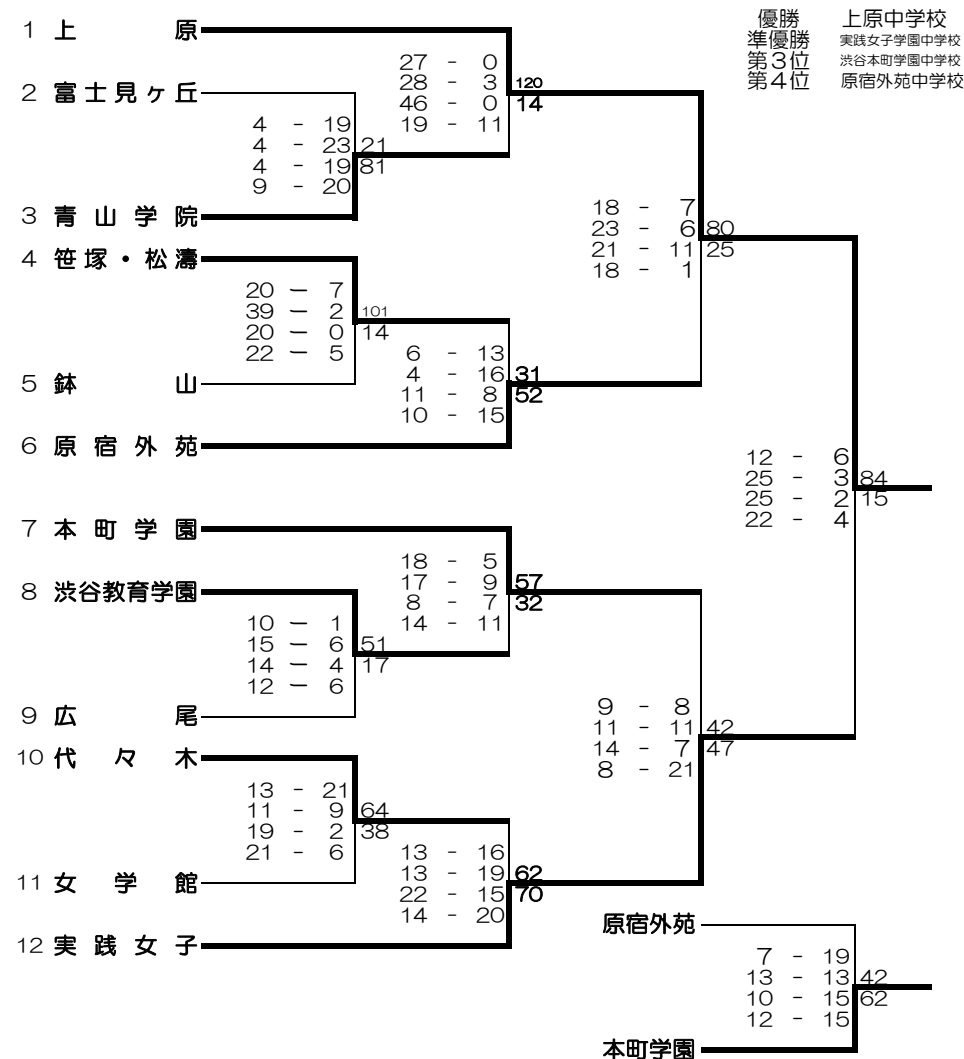 優勝 上原中学校
準優勝 実践女子学園中学校
第３位 渋谷本町学園中学校
第４位 原宿外苑中学校
1 上原
27 - 0
28 - 3
46 - 0
19 - 11
120
14
2 富士見ヶ丘
4 - 19
4 - 23
4 - 19
9 - 20
21
81
3 青山学院
18 - 7
23 - 6
21 - 11
18 - 1
80
25
4 笹塚・松濤
20 ー 7
39 ー 2
20 ー 0
22 ー 5
101
14
5 鉢山
6 - 13
4 - 16
11 - 8
10 - 15
31
52
6 原宿外苑
12 - 6
25 - 3
25 - 2
22 - 4
84
15
7 本町学園
18 - 5
17 - 9
8 - 7
14 - 11
57
32
8 渋谷教育学園
10 ー 1
15 ー 6
14 ー 4
12 ー 6
51
17
9 広尾
9 - 8
11 - 11
14 - 7
8 - 21
42
47
10 代々木
13 - 21
11 - 9
19 - 2
21 - 6
64
38
11 女学館
13 - 16
13 - 19
22 - 15
14 - 20
62
70
12 実践女子
原宿外苑
7 - 19
13 - 13
10 - 15
12 - 15
42
62
本町学園